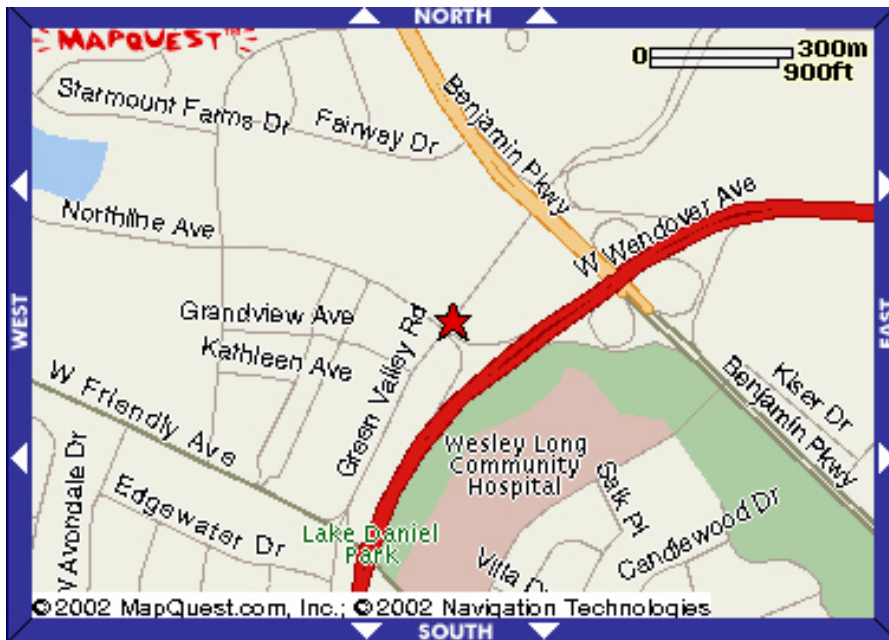 NORTH
MAPQUEST™
0 300m
900ft
Starmount Farms Dr
Fairway Dr
Benjamin Pkwy
W Wendover Ave
Northline Ave
WEST
EAST
Grandview Ave
Kathleen Ave
Green Valley Rd
W Friendly Ave
Kiser Dr
Benjamin Pkwy
Wesley Long
Community
Hospital
Salk Pl
Candlewood Dr
Avondale Dr
Edgewater Dr
Lake Daniel
Park
Villa D
©2002 MapQuest.com, Inc.; ©2002 Navigation Technologies
SOUTH